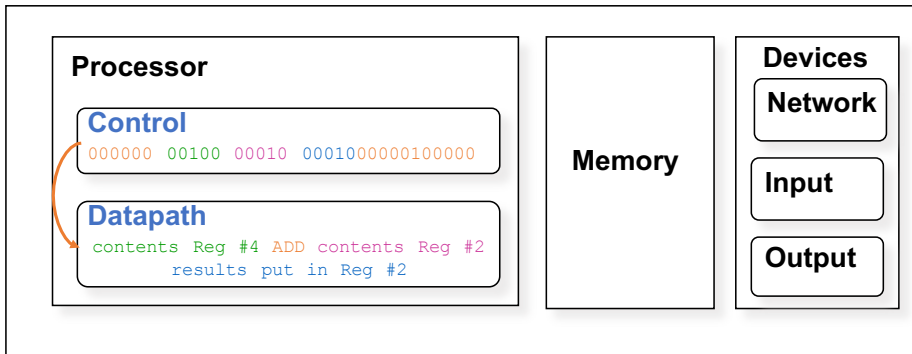 Processor
Control
000000 00100 00010 0001000000100000
Datapath
contents Reg #4 ADD contents Reg #2
results put in Reg #2
Memory
Devices
Network
Input
Output